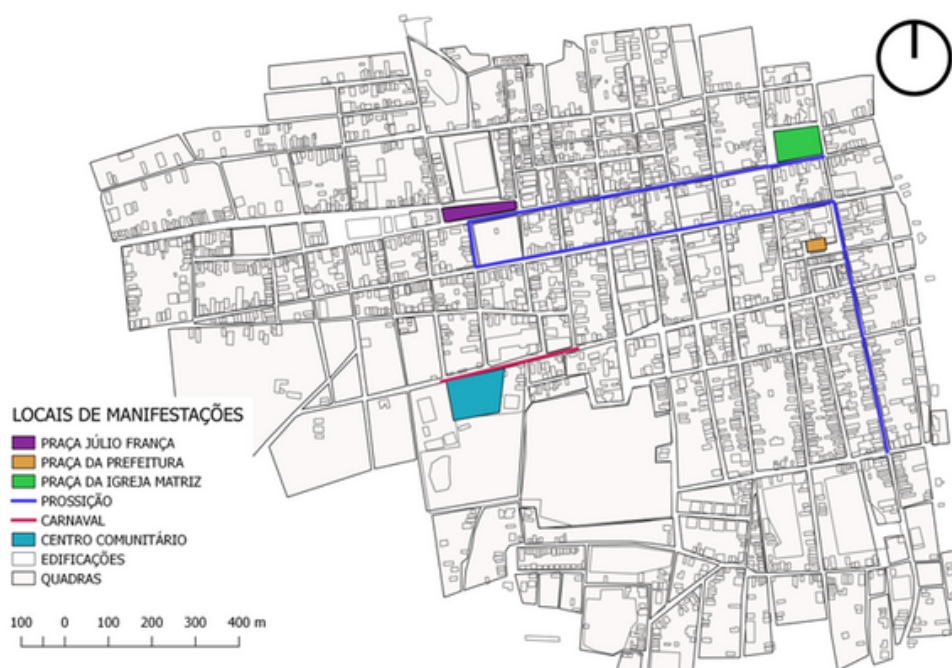 LOCAIS DE MANIFESTAÇÕES
PRAÇA JÚLIO FRANÇA
PRAÇA DA PREFEITURA
PRAÇA DA IGREJA MATRIZ
PROSSIÇÃO
CARNAVAL
CENTRO COMUNITÁRIO
EDIFICAÇÕES
QUADRAS
100 0 100 200 300 400 m